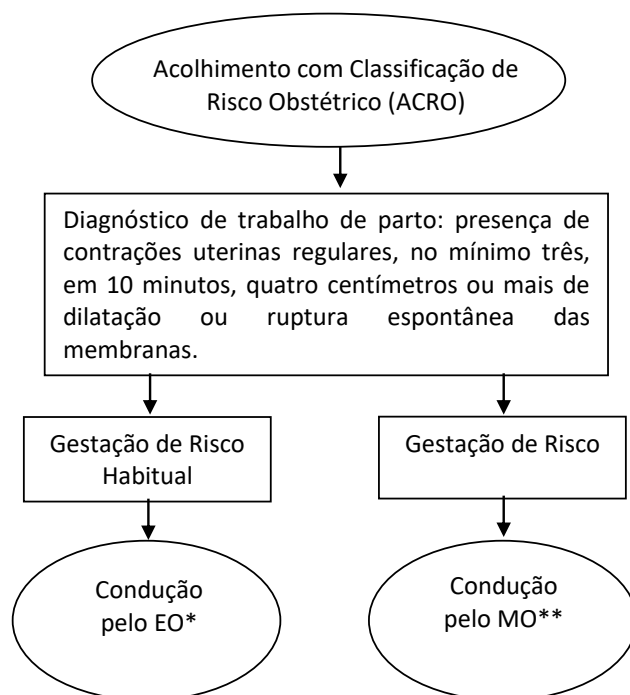 Acolhimento com Classificação de
Risco Obstétrico (ACRO)
Diagnóstico de trabalho de parto: presença de
contrações uterinas regulares, no mínimo três,
em 10 minutos, quatro centímetros ou mais de
dilatação ou ruptura espontânea das
membranas.
Gestação de Risco
Habitual
Gestação de Risco
Condução
pelo EO*
Condução
pelo MO**